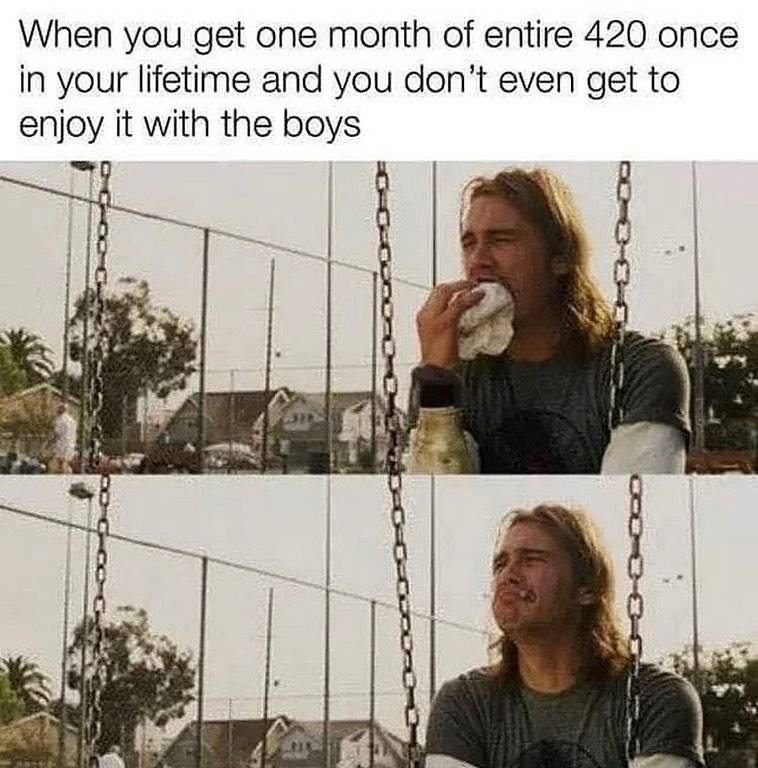 When you get one month of entire 420 once
in your lifetime and you don’t even get to
enjoy it with the boys